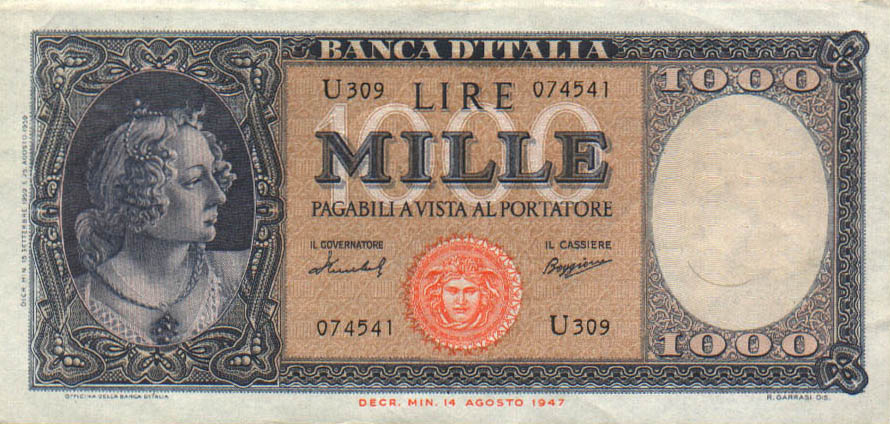 BANCA D'ITALIA
1000
U309 LIRE 074541
1000
MILLE
PAGABILI A VISTA AL PORTATORE
IL GOVERNATORE
IL CASSIERE
074541 U309
1000
OFFICINA DELLA BANCA D'ITALIA
R. GARRASI DIS.
DECR. MIN. 14 AGOSTO 1947